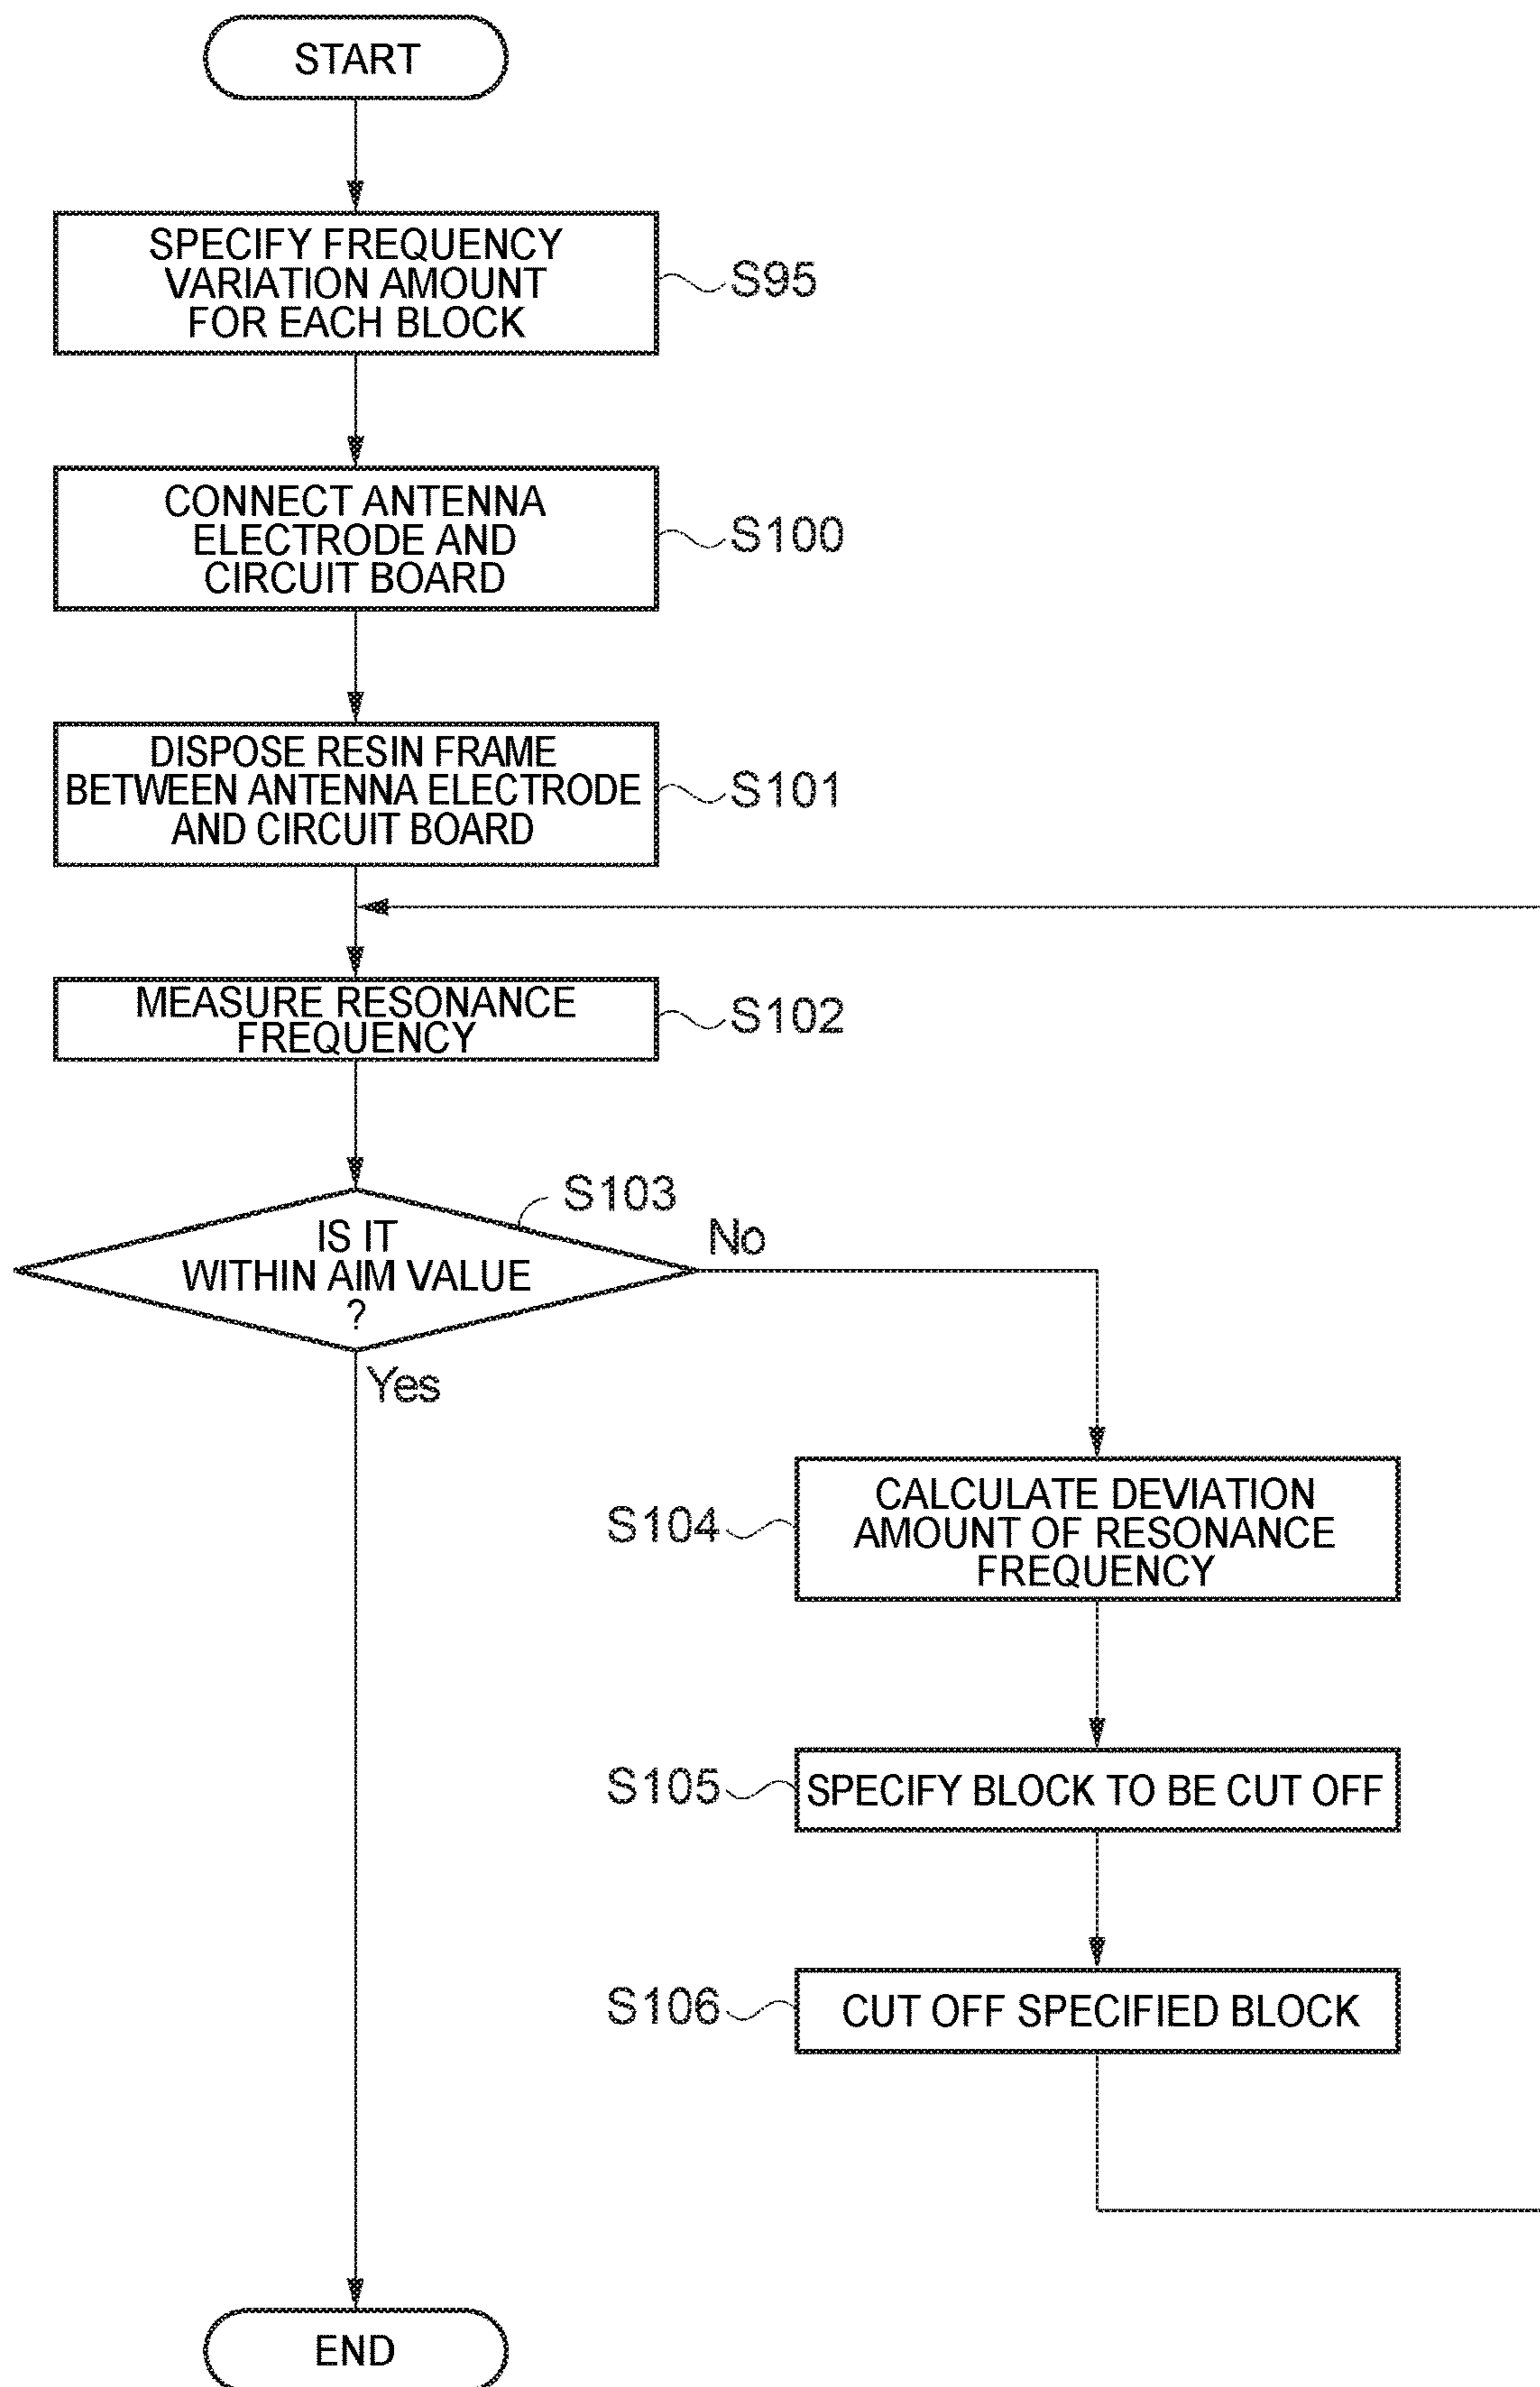 START
SPECIFY FREQUENCY
VARIATION AMOUNT
FOR EACH BLOCK
S95
CONNECT ANTENNA
ELECTRODE AND
CIRCUIT BOARD
S100
DISPOSE RESIN FRAME
BETWEEN ANTENNA ELECTRODE
AND CIRCUIT BOARD
S101
MEASURE RESONANCE
FREQUENCY
S102
S103
IS IT
WITHIN AIM VALUE
?
No
Yes
CALCULATE DEVIATION
AMOUNT OF RESONANCE
FREQUENCY
S104
S105
SPECIFY BLOCK TO BE CUT OFF
S106
CUT OFF SPECIFIED BLOCK
END